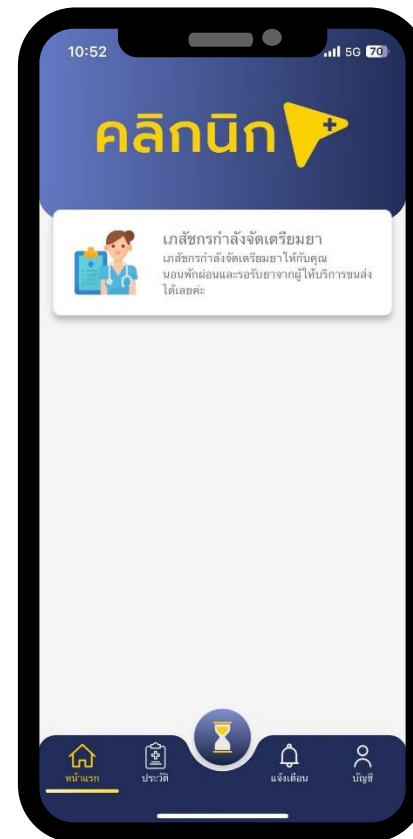 10:52
5G 70
คลิกนิก
เภสัชกรกำลังจัดเตรียมยา
เภสัชกรกำลังจัดเตรียมยาให้กับคุณ
นอนพักผ่อนและรอรับยาจากผู้ให้บริการขนส่ง
ได้เลยค่ะ
หน้าแรก ประวัติ แจ้งเตือน บัญชี